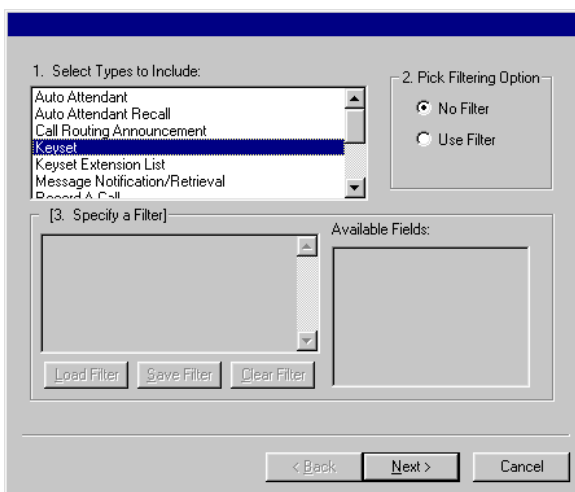 1. Select Types to Include:
Auto Attendant
Auto Attendant Recall
Call Routing Announcement
Keyset
Keyset Extension List
Message Notification/Retrieval
Record A Call
2. Pick Filtering Option
No Filter
Use Filter
[3. Specify a Filter]
Available Fields:
Load Filter
Save Filter
Clear Filter
< Back
Next >
Cancel